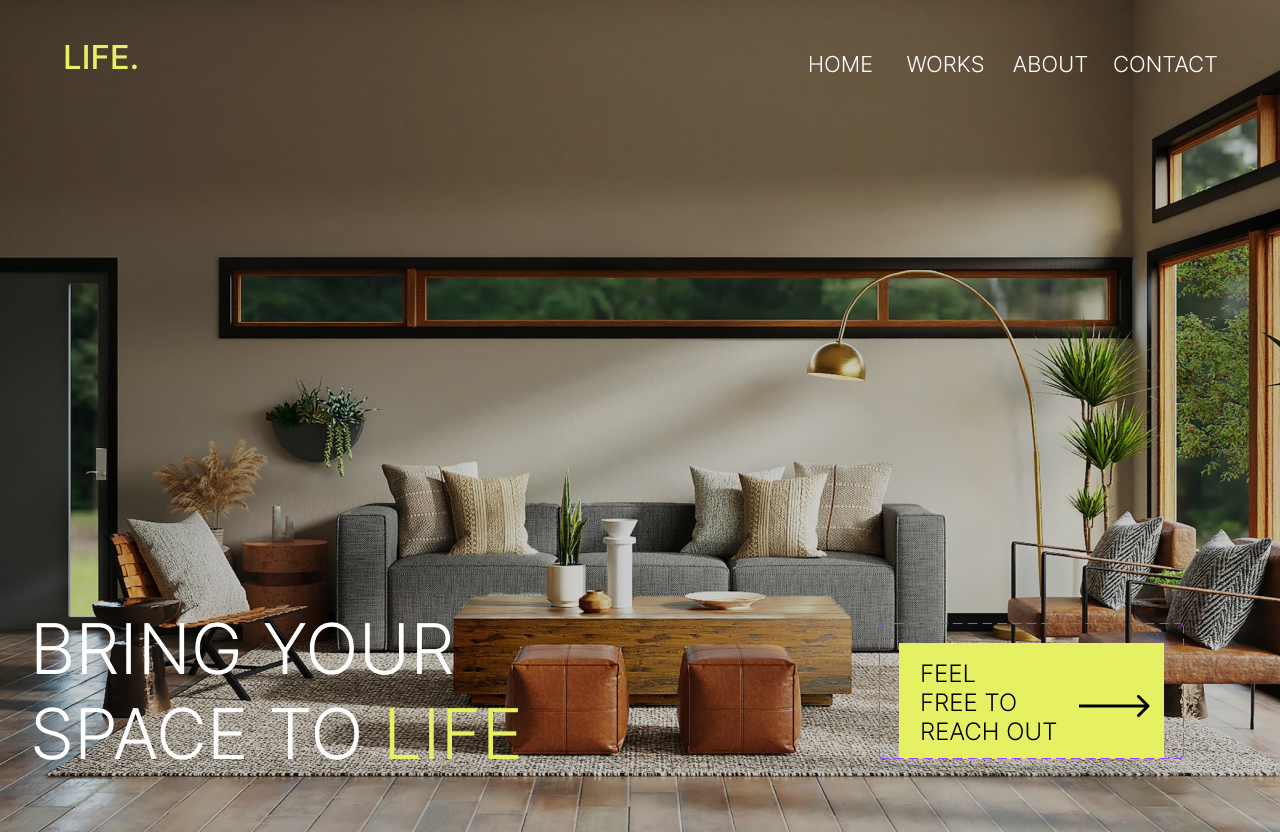 LIFE.
HOME WORKS ABOUT CONTACT
BRING YOUR
SPACE TO LIFE
FEEL
FREE TO
REACH OUT